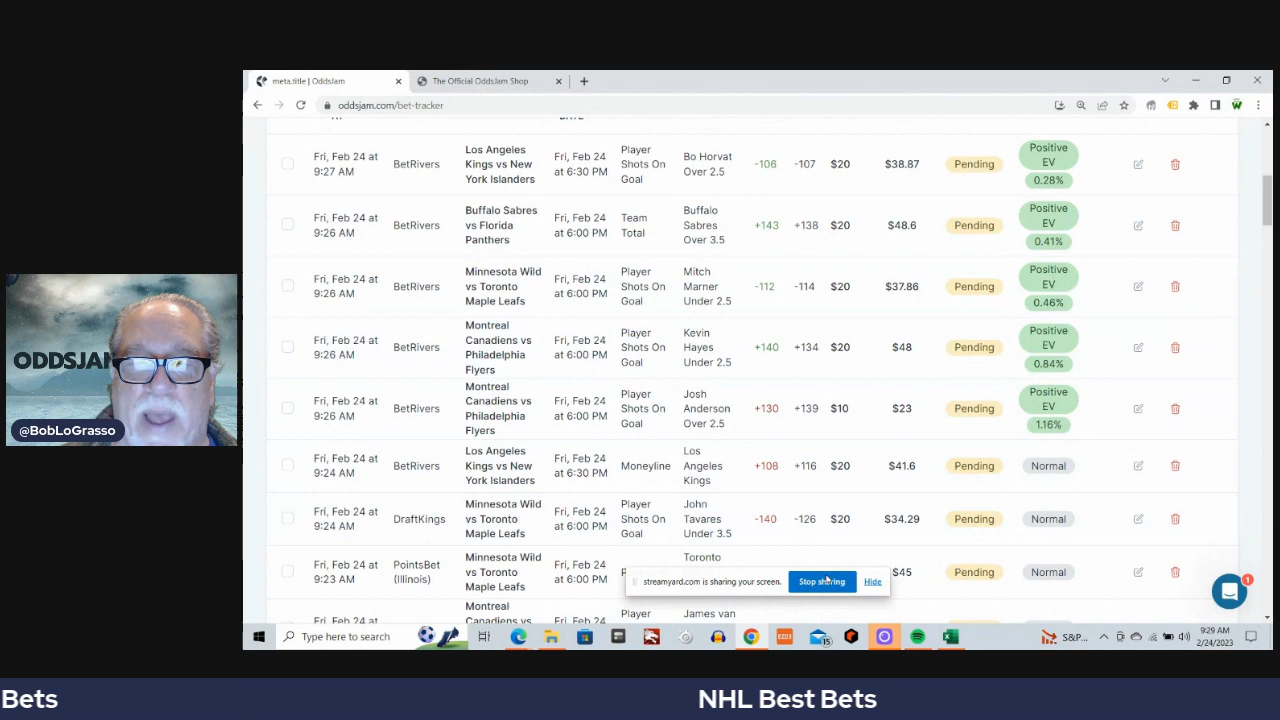 meta.title | OddsJam
The Official OddsJam Shop
oddsjam.com/bet-tracker
Fri, Feb 24 at
9:27 AM
BetRivers
Los Angeles
Kings vs New
York Islanders
Fri, Feb 24
at 6:30 PM
Player
Shots On
Goal
Bo Horvat
Over 2.5
-106
-107
$20
$38.87
Pending
Positive
EV
0.28%
Fri, Feb 24 at
9:26 AM
BetRivers
Buffalo Sabres
vs Florida
Panthers
Fri, Feb 24
at 6:00 PM
Team
Total
Buffalo
Sabres
Over 3.5
+143
+138
$20
$48.6
Pending
Positive
EV
0.41%
Fri, Feb 24 at
9:26 AM
BetRivers
Minnesota Wild
vs Toronto
Maple Leafs
Fri, Feb 24
at 6:00 PM
Player
Shots On
Goal
Mitch
Marner
Under 2.5
-112
-114
$20
$37.86
Pending
Positive
EV
0.46%
Fri, Feb 24 at
9:26 AM
BetRivers
Montreal
Canadiens vs
Philadelphia
Flyers
Fri, Feb 24
at 6:00 PM
Player
Shots On
Goal
Kevin
Hayes
Under 2.5
+140
+134
$20
$48
Pending
Positive
EV
0.84%
Fri, Feb 24 at
9:26 AM
BetRivers
Montreal
Canadiens vs
Philadelphia
Flyers
Fri, Feb 24
at 6:00 PM
Player
Shots On
Goal
Josh
Anderson
Over 2.5
+130
+139
$10
$23
Pending
Positive
EV
1.16%
Fri, Feb 24 at
9:24 AM
BetRivers
Los Angeles
Kings vs New
York Islanders
Fri, Feb 24
at 6:30 PM
Moneyline
Los
Angeles
Kings
+108
+116
$20
$41.6
Pending
Normal
Fri, Feb 24 at
9:24 AM
DraftKings
Minnesota Wild
vs Toronto
Maple Leafs
Fri, Feb 24
at 6:00 PM
Player
Shots On
Goal
John
Tavares
Under 3.5
-140
-126
$20
$34.29
Pending
Normal
Fri, Feb 24 at
9:23 AM
PointsBet
(Illinois)
Minnesota Wild
vs Toronto
Maple Leafs
Fri, Feb 24
at 6:00 PM
Toronto
$45
Pending
Normal
Montreal
Canadiens vs
Fri, Feb 24
Player
James van
streamyard.com is sharing your screen.
Stop sharing
Hide
1
ODDSJAM
@BobLoGrasso
Type here to search
15
S&P...
9:29 AM
2/24/2023
Bets
NHL Best Bets